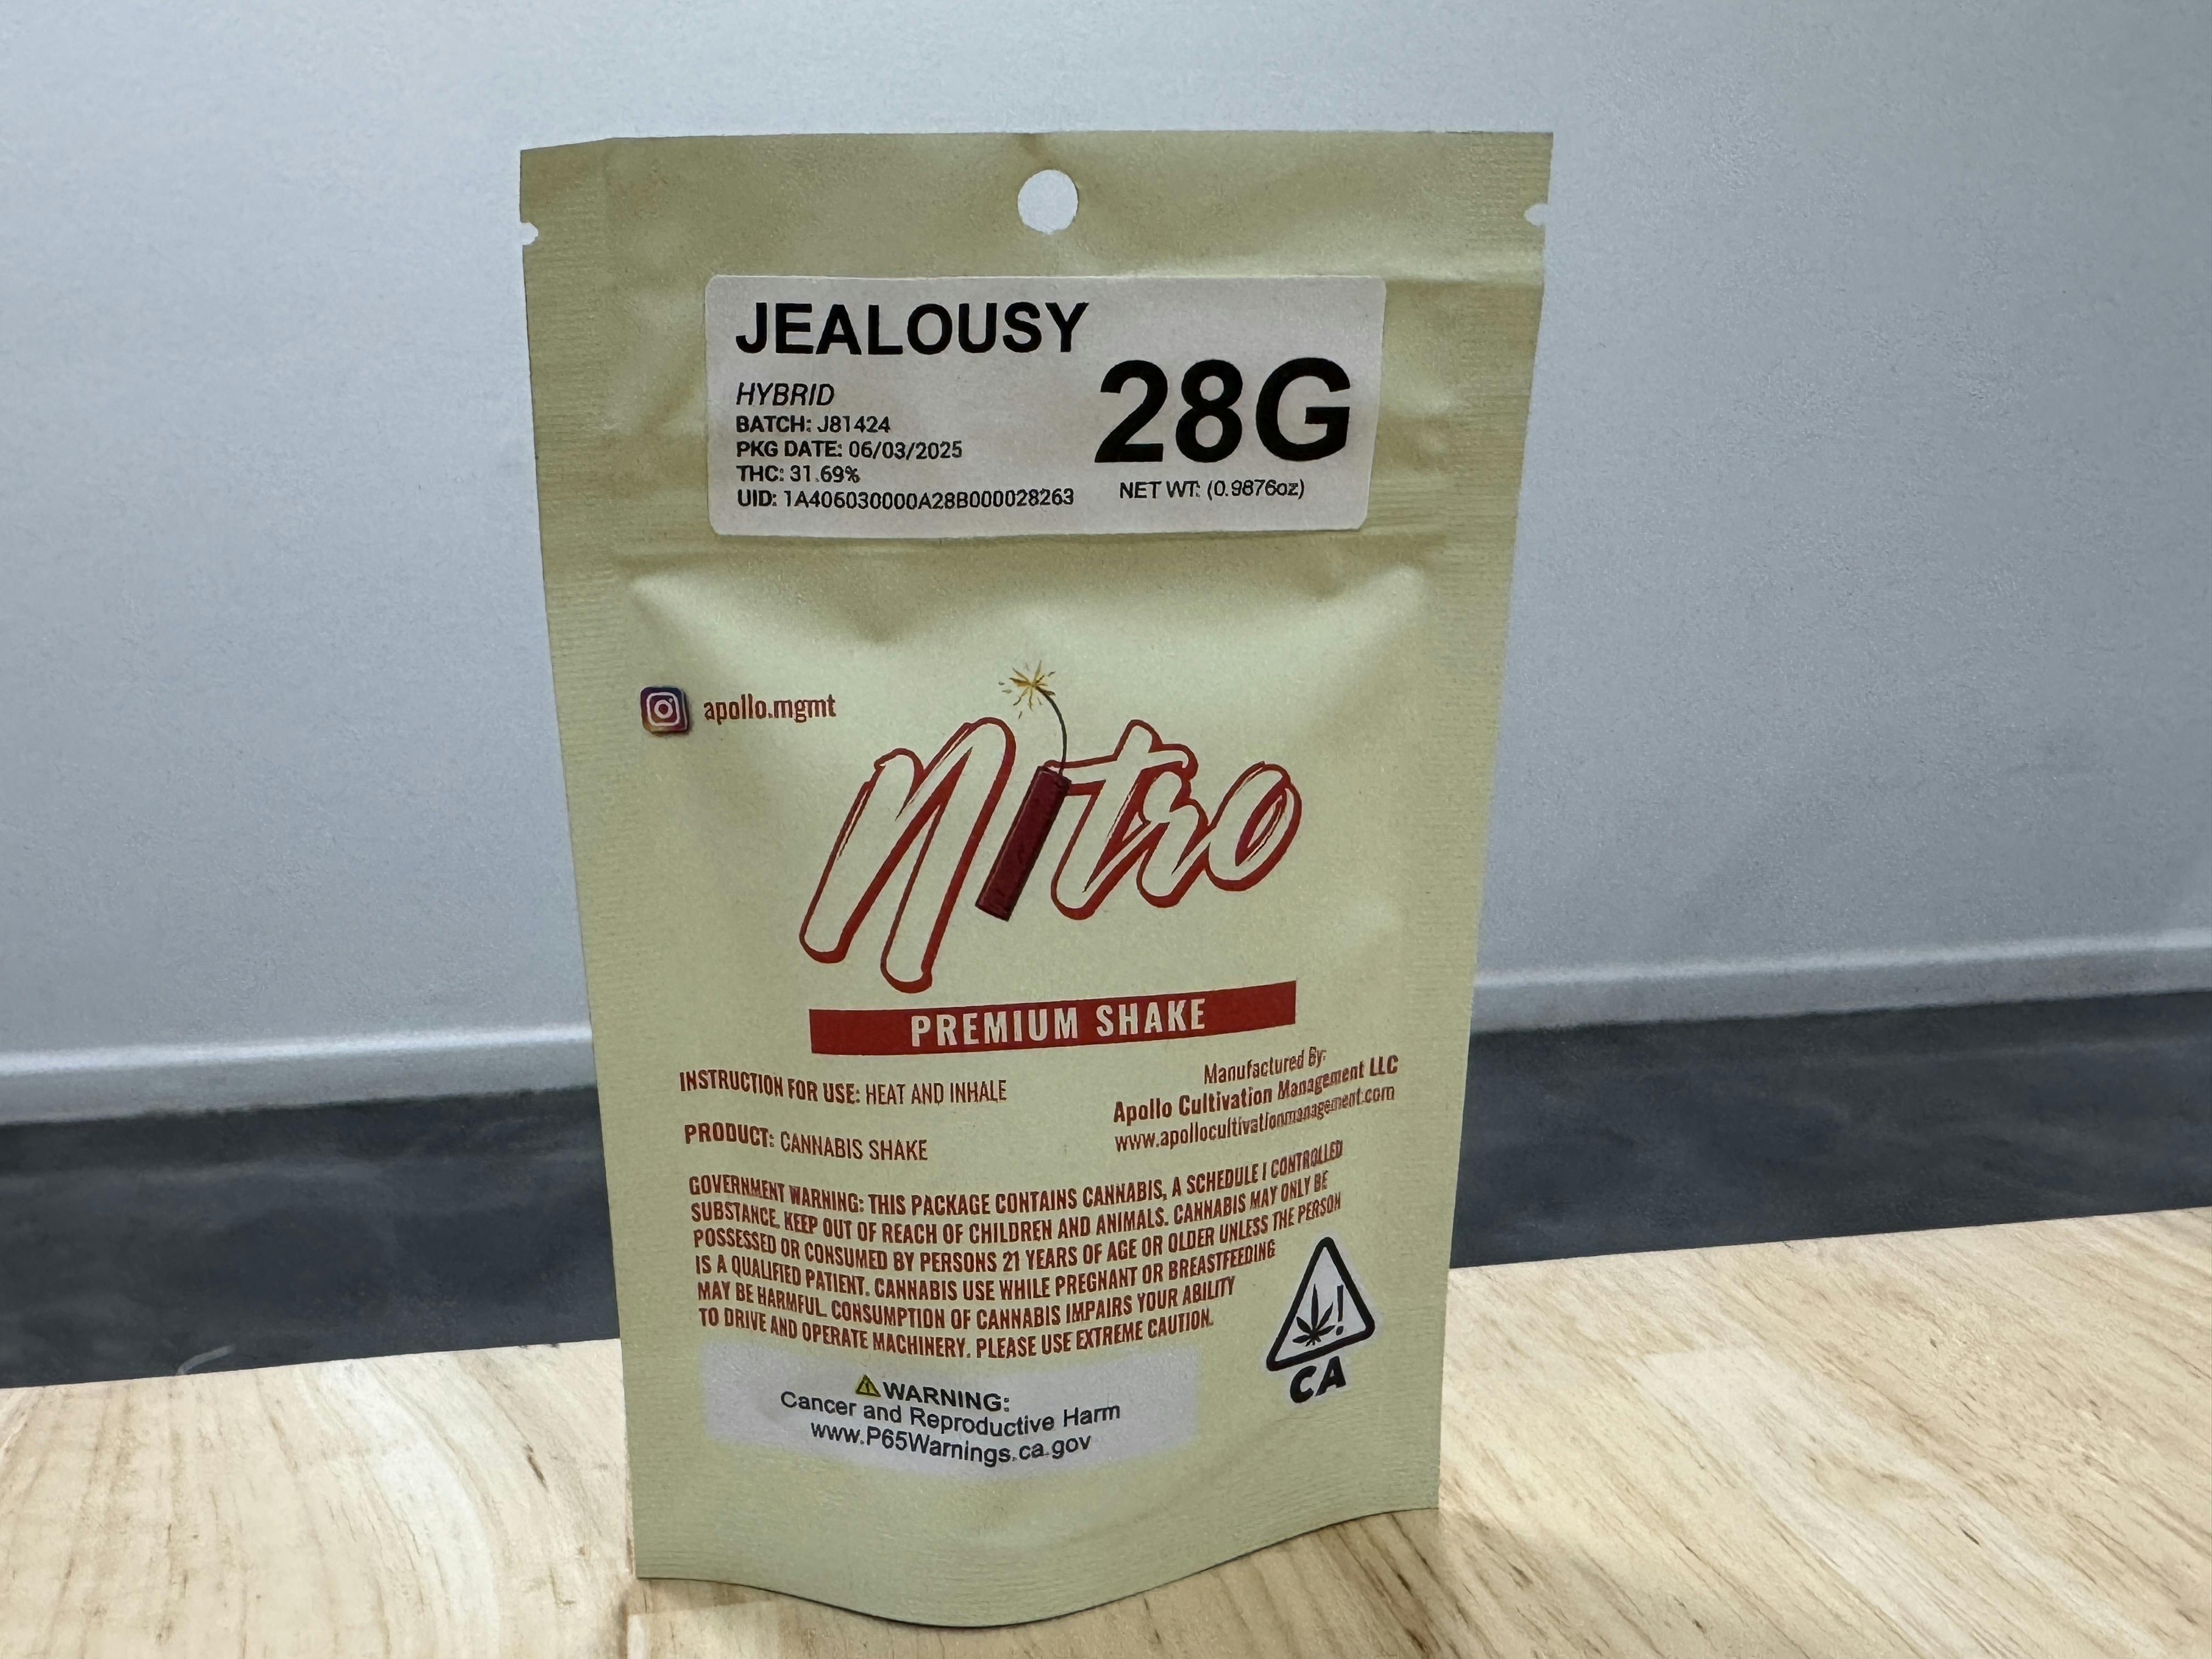 JEALOUSY
HYBRID
BATCH: J81424
PKG DATE: 06/03/2025
THC: 31.69%
UID: 1A406030000A28B000028263
28G
NET WT: (0.9876oz)
apollo.mgmt
Nitro
PREMIUM SHAKE
INSTRUCTION FOR USE: HEAT AND INHALE
PRODUCT: CANNABIS SHAKE
Manufactured By:
Apollo Cultivation Management LLC
www.apollocultivationmanagement.com
GOVERNMENT WARNING: THIS PACKAGE CONTAINS CANNABIS, A SCHEDULE I CONTROLLED
SUBSTANCE. KEEP OUT OF REACH OF CHILDREN AND ANIMALS. CANNABIS MAY ONLY BE
POSSESSED OR CONSUMED BY PERSONS 21 YEARS OF AGE OR OLDER UNLESS THE PERSON
IS A QUALIFIED PATIENT. CANNABIS USE WHILE PREGNANT OR BREASTFEEDING
MAY BE HARMFUL. CONSUMPTION OF CANNABIS IMPAIRS YOUR ABILITY
TO DRIVE AND OPERATE MACHINERY. PLEASE USE EXTREME CAUTION.
!
CA
WARNING:
Cancer and Reproductive Harm
www.P65Warnings.ca.gov